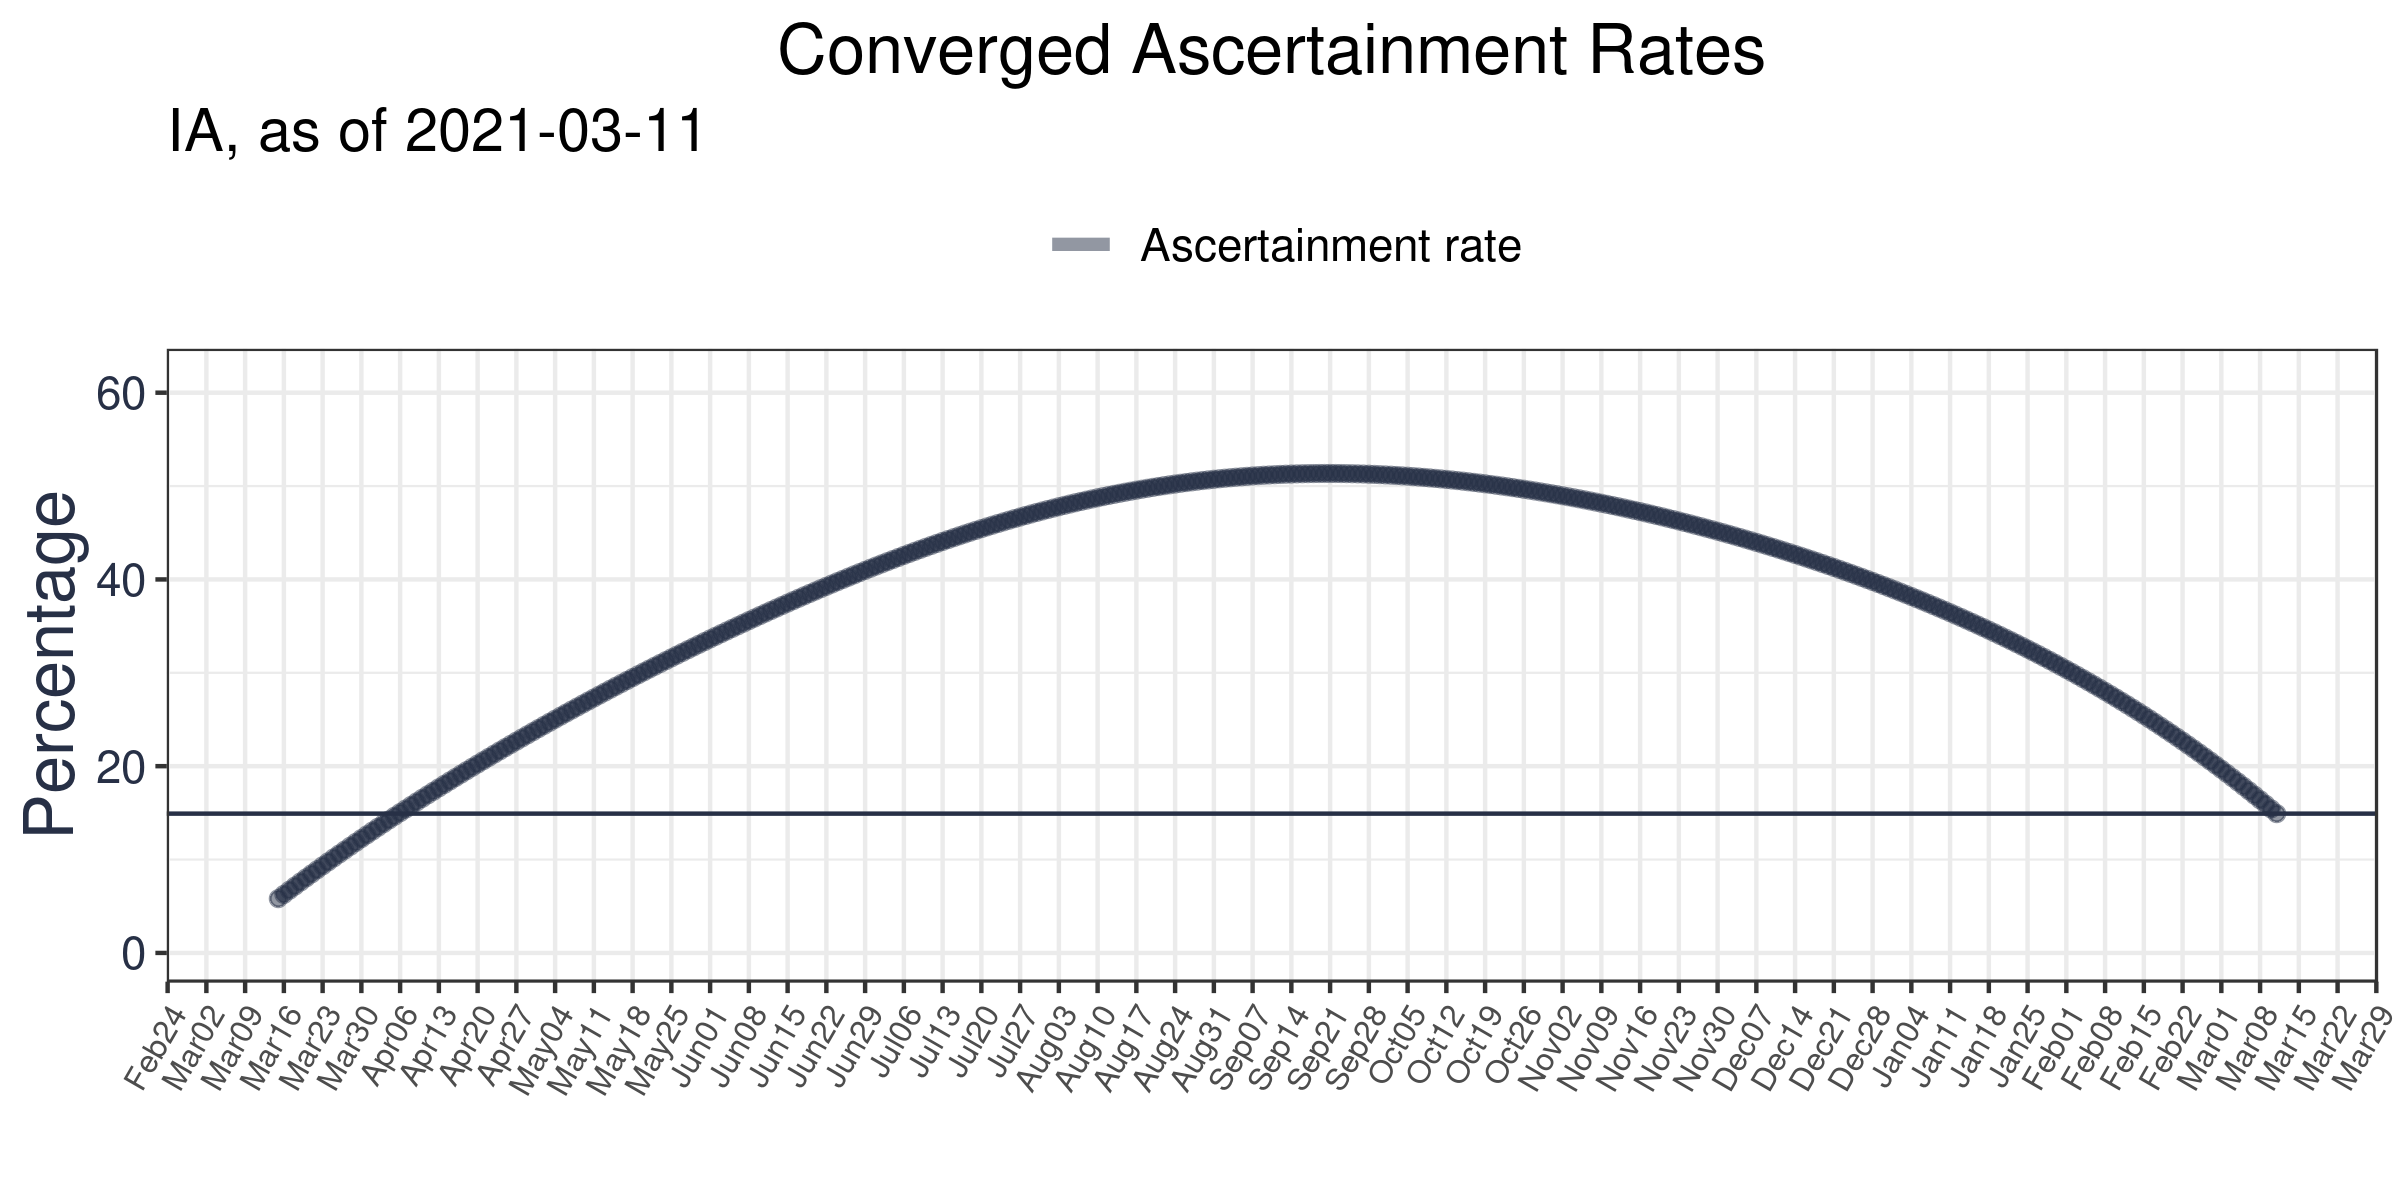 Converged Ascertainment Rates
IA, as of 2021-03-11
Ascertainment rate
Percentage
60
40
20
0
Feb24 Mar02 Mar09 Mar16 Mar23 Mar30 Apr06 Apr13 Apr20 Apr27 May04 May11 May18 May25 Jun01 Jun08 Jun15 Jun22 Jun29 Jul06 Jul13 Jul20 Jul27 Aug03 Aug10 Aug17 Aug24 Aug31 Sep07 Sep14 Sep21 Sep28 Oct05 Oct12 Oct19 Oct26 Nov02 Nov09 Nov16 Nov23 Nov30 Dec07 Dec14 Dec21 Dec28 Jan04 Jan11 Jan18 Jan25 Feb01 Feb08 Feb15 Feb22 Mar01 Mar08 Mar15 Mar22 Mar29